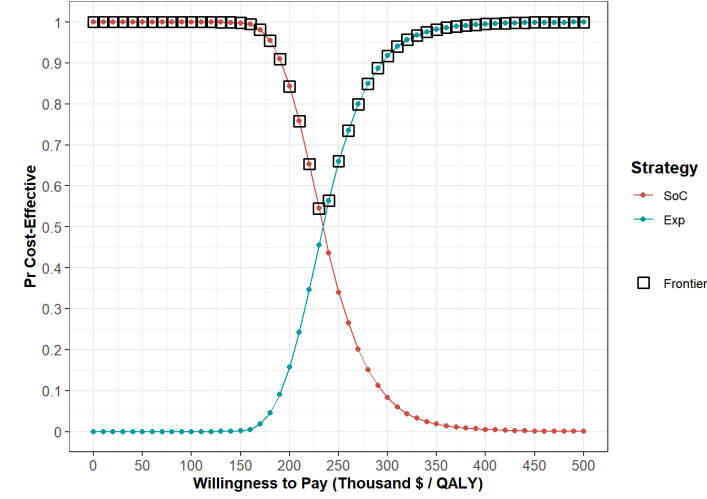 1
0.9
0.8
0.7
0.6
0.5
0.4
0.3
0.2
0.1
0
Pr Cost-Effective
0 50 100 150 200 250 300 350 400 450 500
Willingness to Pay (Thousand $ / QALY)
Strategy
SoC
Exp
Frontier